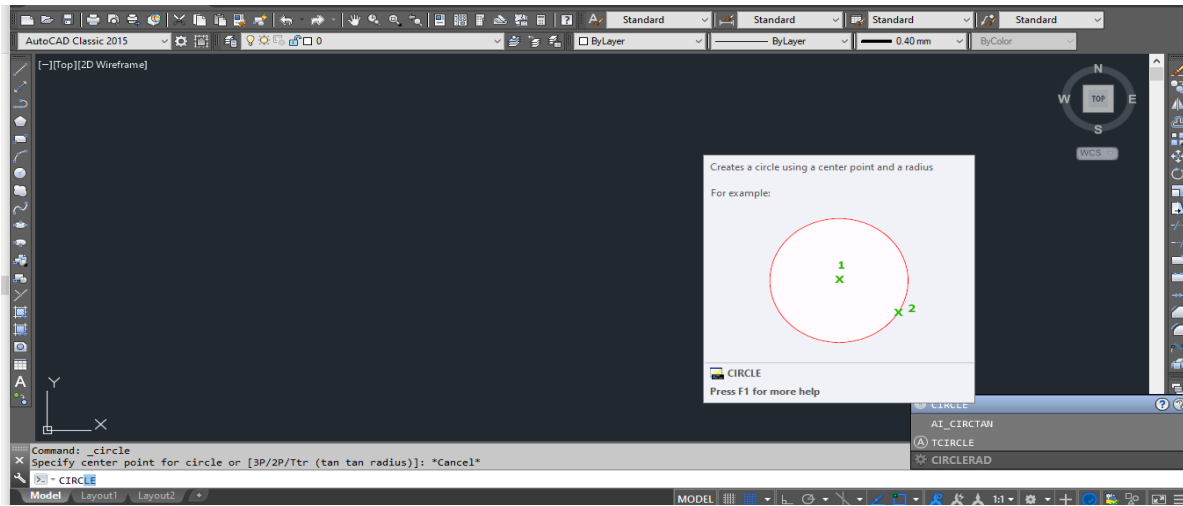 Standard Standard Standard Standard
AutoCAD Classic 2015 0 ByLayer ByLayer 0.40 mm ByColor
[−][Top][2D Wireframe]
N
W TOP E
S
WCS
Creates a circle using a center point and a radius
For example:
1
2
CIRCLE
Press F1 for more help
CIRCLE
AI_CIRCTAN
TCIRCLE
CIRCLERAD
Y
X
Command: _circle
Specify center point for circle or [3P/2P/Ttr (tan tan radius)]: *Cancel*
CIRCLE
Model Layout1 Layout2 + MODEL 1:1